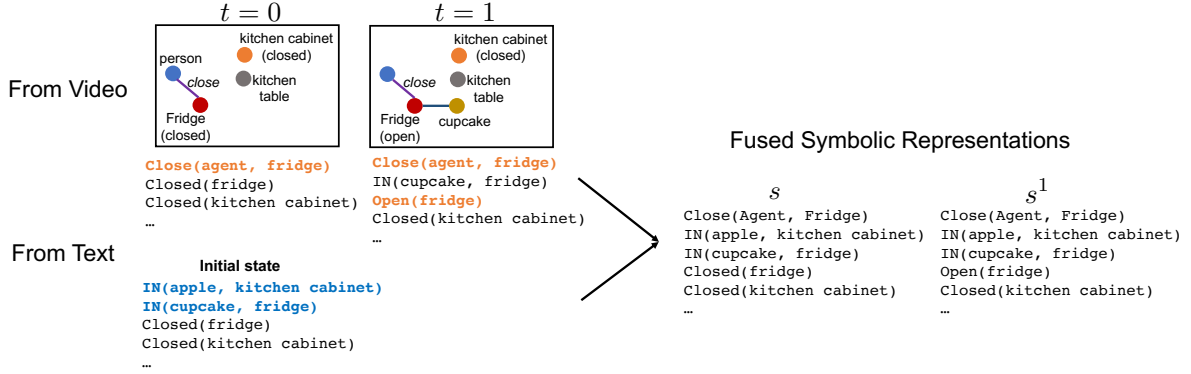 t = 0
t = 1
From Video
person
close
Fridge
(closed)
kitchen cabinet
(closed)
kitchen
table
close
Fridge
(open)
cupcake
kitchen cabinet
(closed)
kitchen
table
Close(agent, fridge)
Closed(fridge)
Closed(kitchen cabinet)
…
Close(agent, fridge)
IN(cupcake, fridge)
Open(fridge)
Closed(kitchen cabinet)
…
From Text
Initial state
IN(apple, kitchen cabinet)
IN(cupcake, fridge)
Closed(fridge)
Closed(kitchen cabinet)
…
Fused Symbolic Representations
s
Close(Agent, Fridge)
IN(apple, kitchen cabinet)
IN(cupcake, fridge)
Closed(fridge)
Closed(kitchen cabinet)
…
s¹
Close(Agent, Fridge)
IN(apple, kitchen cabinet)
IN(cupcake, fridge)
Open(fridge)
Closed(kitchen cabinet)
…